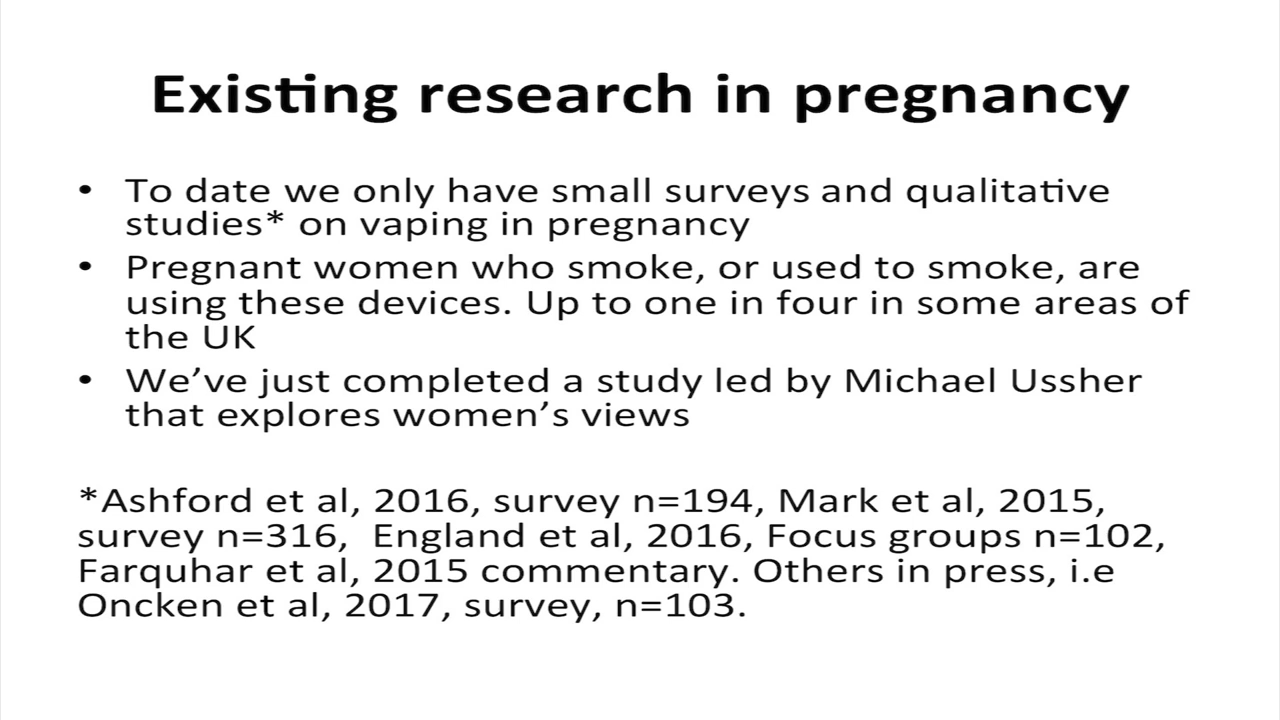 Existing research in pregnancy
• To date we only have small surveys and qualitative
studies* on vaping in pregnancy
• Pregnant women who smoke, or used to smoke, are
using these devices. Up to one in four in some areas of
the UK
• We’ve just completed a study led by Michael Ussher
that explores women’s views
*Ashford et al, 2016, survey n=194, Mark et al, 2015,
survey n=316,  England et al, 2016, Focus groups n=102,
Farquhar et al, 2015 commentary. Others in press, i.e
Oncken et al, 2017, survey, n=103.